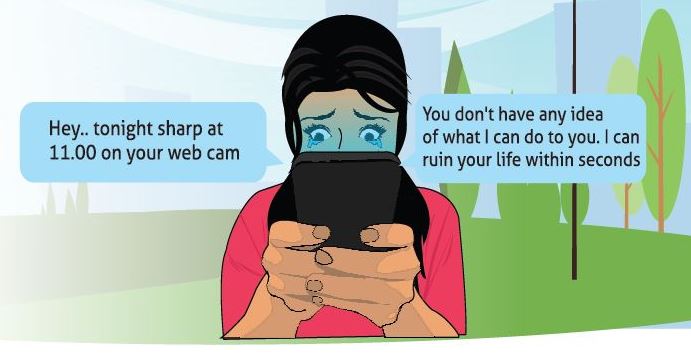 Hey.. tonight sharp at
11.00 on your web cam
You don't have any idea
of what I can do to you. I can
ruin your life within seconds